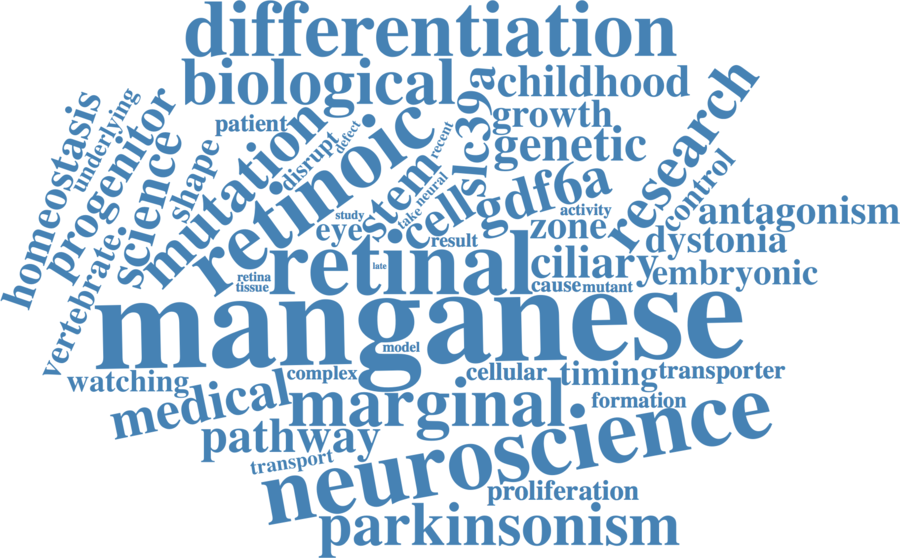 differentiation
biological
childhood
slc39a
growth
research
homeostasis
underlying
progenitor
patient
mutation
disrupt
defect
retinoic
recent
genetic
science
shape
stem
take
neural
cell
gdf6a
control
study
eye
activity
antagonism
vertebrate
result
zone
dystonia
retina
tissue
retinal
late
ciliary
embryonic
cause
mutant
manganese
model
watching
complex
cellular
timing
transporter
medical
marginal
formation
pathway
transport
neuroscience
proliferation
parkinsonism